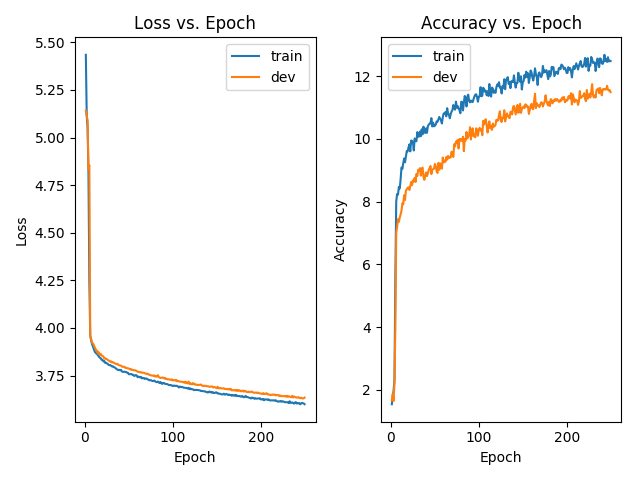 Loss vs. Epoch
5.50
5.25
5.00
4.75
4.50
4.25
4.00
3.75
0
100
200
Loss
Epoch
train
dev
Accuracy vs. Epoch
12
10
8
6
4
2
0
100
200
Accuracy
Epoch
train
dev